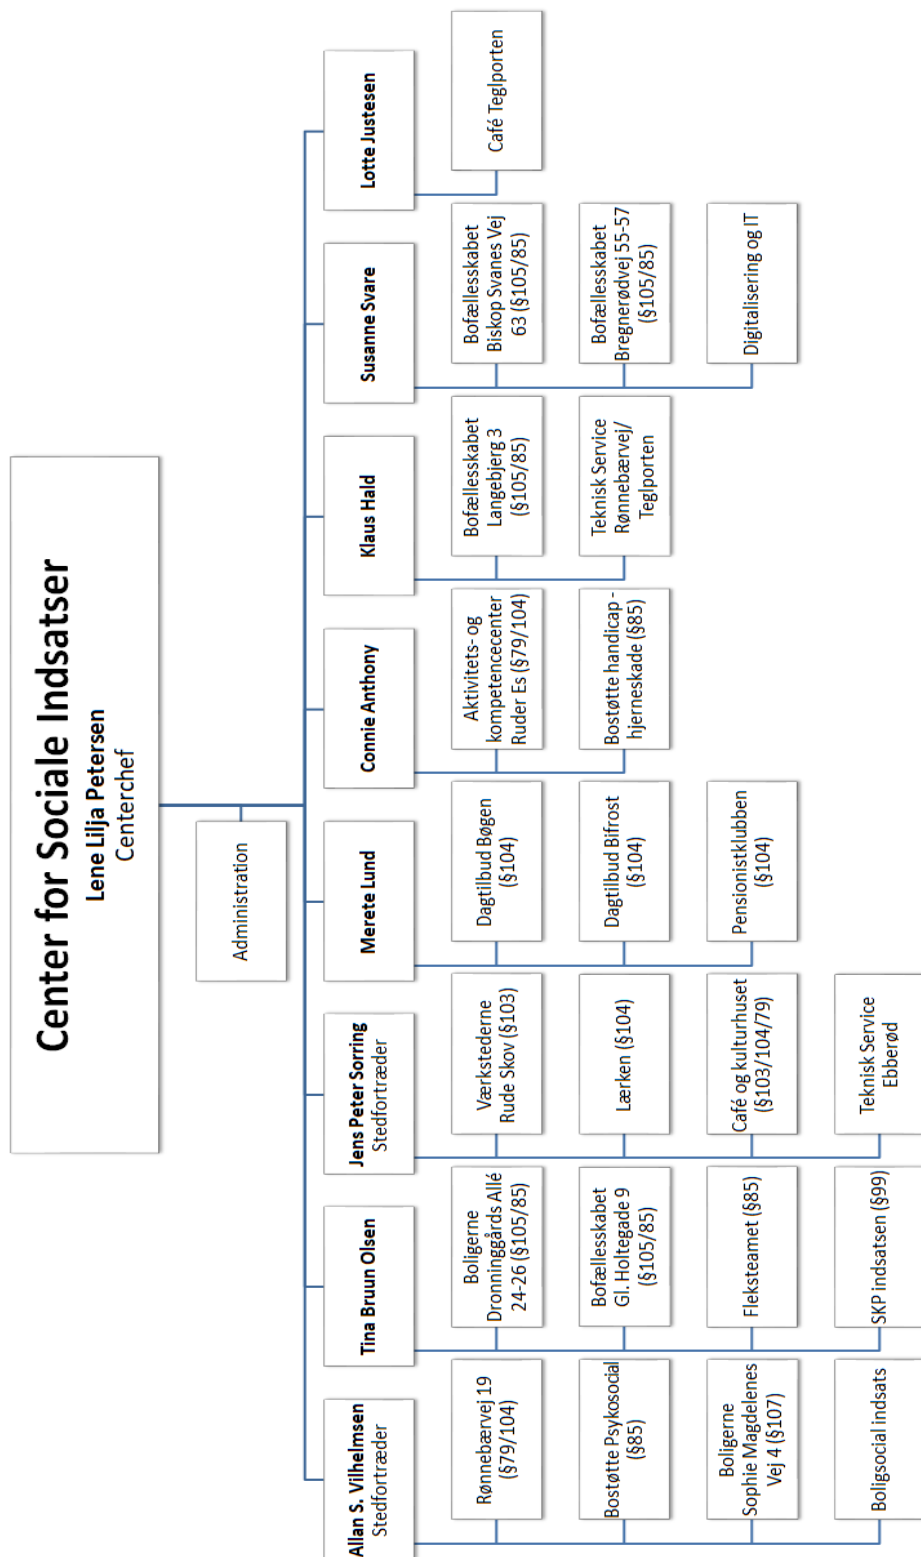 Center for Sociale Indsatser
Lene Lilja Petersen
Centerchef
Administration
Allan S. Vilhelmsen
Stedfortræder
Rønnebærvej 19
(§79/104)
Bostøtte Psykosocial
(§85)
Boligerne
Sophie Magdelenes
Vej 4 (§107)
Boligsocial indsats
Tina Bruun Olsen
Boligerne
Dronninggårds Allé
24-26 (§105/85)
Bofællesskabet
Gl. Holtegade 9
(§105/85)
Fleksteamet (§85)
SKP indsatsen (§99)
Jens Peter Sorring
Stedfortræder
Værkstederne
Rude Skov (§103)
Lærken (§104)
Café og kulturhuset
(§103/104/79)
Teknisk Service
Ebberød
Merete Lund
Dagtilbud Bøgen
(§104)
Dagtilbud Bifrost
(§104)
Pensionistklubben
(§104)
Connie Anthony
Aktivitets- og
kompetencecenter
Ruder Es (§79/104)
Bostøtte handicap -
hjerneskade (§85)
Klaus Hald
Bofællesskabet
Langebjerg 3
(§105/85)
Teknisk Service
Rønnebærvej/
Teglporten
Susanne Svare
Bofællesskabet
Biskop Svanes Vej
63 (§105/85)
Bofællesskabet
Bregnerødvej 55-57
(§105/85)
Digitalisering og IT
Lotte Justesen
Café Teglporten